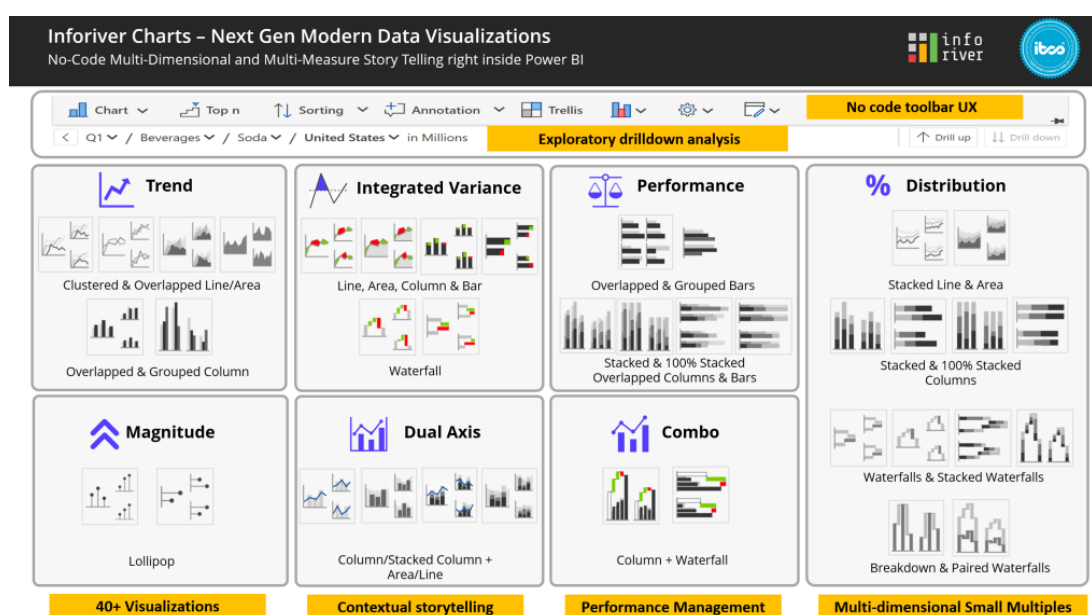 Inforiver Charts – Next Gen Modern Data Visualizations
No-Code Multi-Dimensional and Multi-Measure Story Telling right inside Power BI
info
river
ibcs
Chart
Top n
Sorting
Annotation
Trellis
No code toolbar UX
Q1 / Beverages / Soda / United States in Millions
Exploratory drilldown analysis
Drill up
Drill down
Trend
Clustered & Overlapped Line/Area
Overlapped & Grouped Column
Integrated Variance
Line, Area, Column & Bar
Waterfall
Performance
Overlapped & Grouped Bars
Stacked & 100% Stacked
Overlapped Columns & Bars
% Distribution
Stacked Line & Area
Stacked & 100% Stacked
Columns
Waterfalls & Stacked Waterfalls
Breakdown & Paired Waterfalls
Magnitude
Lollipop
Dual Axis
Column/Stacked Column +
Area/Line
Combo
Column + Waterfall
40+ Visualizations
Contextual storytelling
Performance Management
Multi-dimensional Small Multiples